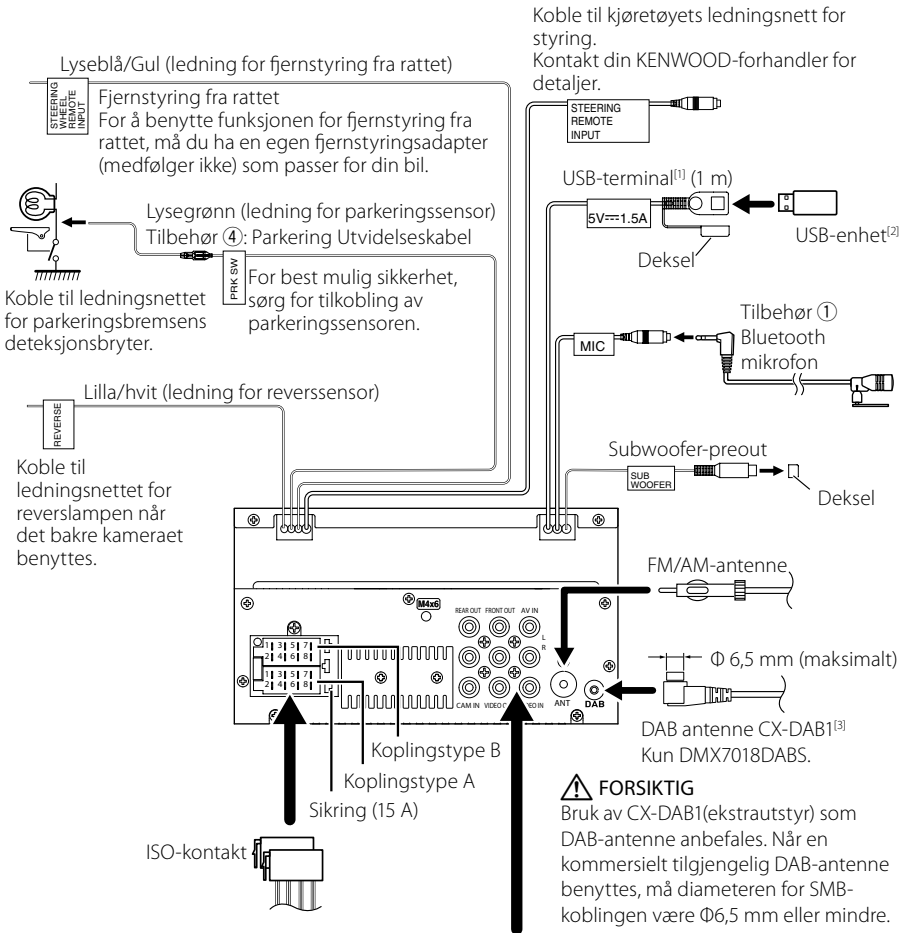 Koble til kjøretøyets ledningsnett for
styring.
Kontakt din KENWOOD-forhandler for
detaljer.
Lyseblå/Gul (ledning for fjernstyring fra rattet)
STEERING
WHEEL
REMOTE
INPUT
Fjernstyring fra rattet
For å benytte funksjonen for fjernstyring fra
rattet, må du ha en egen fjernstyringsadapter
(medfølger ikke) som passer for din bil.
STEERING
REMOTE
INPUT
USB-terminal[1] (1 m)
5V⎓1.5A
USB-enhet[2]
Deksel
Lysegrønn (ledning for parkeringssensor)
Tilbehør ④: Parkering Utvidelseskabel
PRK SW
For best mulig sikkerhet,
sørg for tilkobling av
parkeringssensoren.
Koble til ledningsnettet
for parkeringsbremsens
deteksjonsbryter.
Tilbehør ①
Bluetooth
mikrofon
MIC
Lilla/hvit (ledning for reverssensor)
REVERSE
Koble til
ledningsnettet for
reverslampen når
det bakre kameraet
benyttes.
Subwoofer-preout
SUB
WOOFER
Deksel
FM/AM-antenne
M4x6
REAR OUT FRONT OUT AV IN
L
R
1 3 5 7
2 4 6 8
1 3 5 7
2 4 6 8
CAM IN VIDEO
ANT
DAB
Φ 6,5 mm (maksimalt)
DAB antenne CX-DAB1[3]
Kun DMX7018DABS.
Koplingstype B
Koplingstype A
Sikring (15 A)
ISO-kontakt
FORSIKTIG
Bruk av CX-DAB1(ekstrautstyr) som
DAB-antenne anbefales. Når en
kommersielt tilgjengelig DAB-antenne
benyttes, må diameteren for SMB-
koblingen være Φ6,5 mm eller mindre.